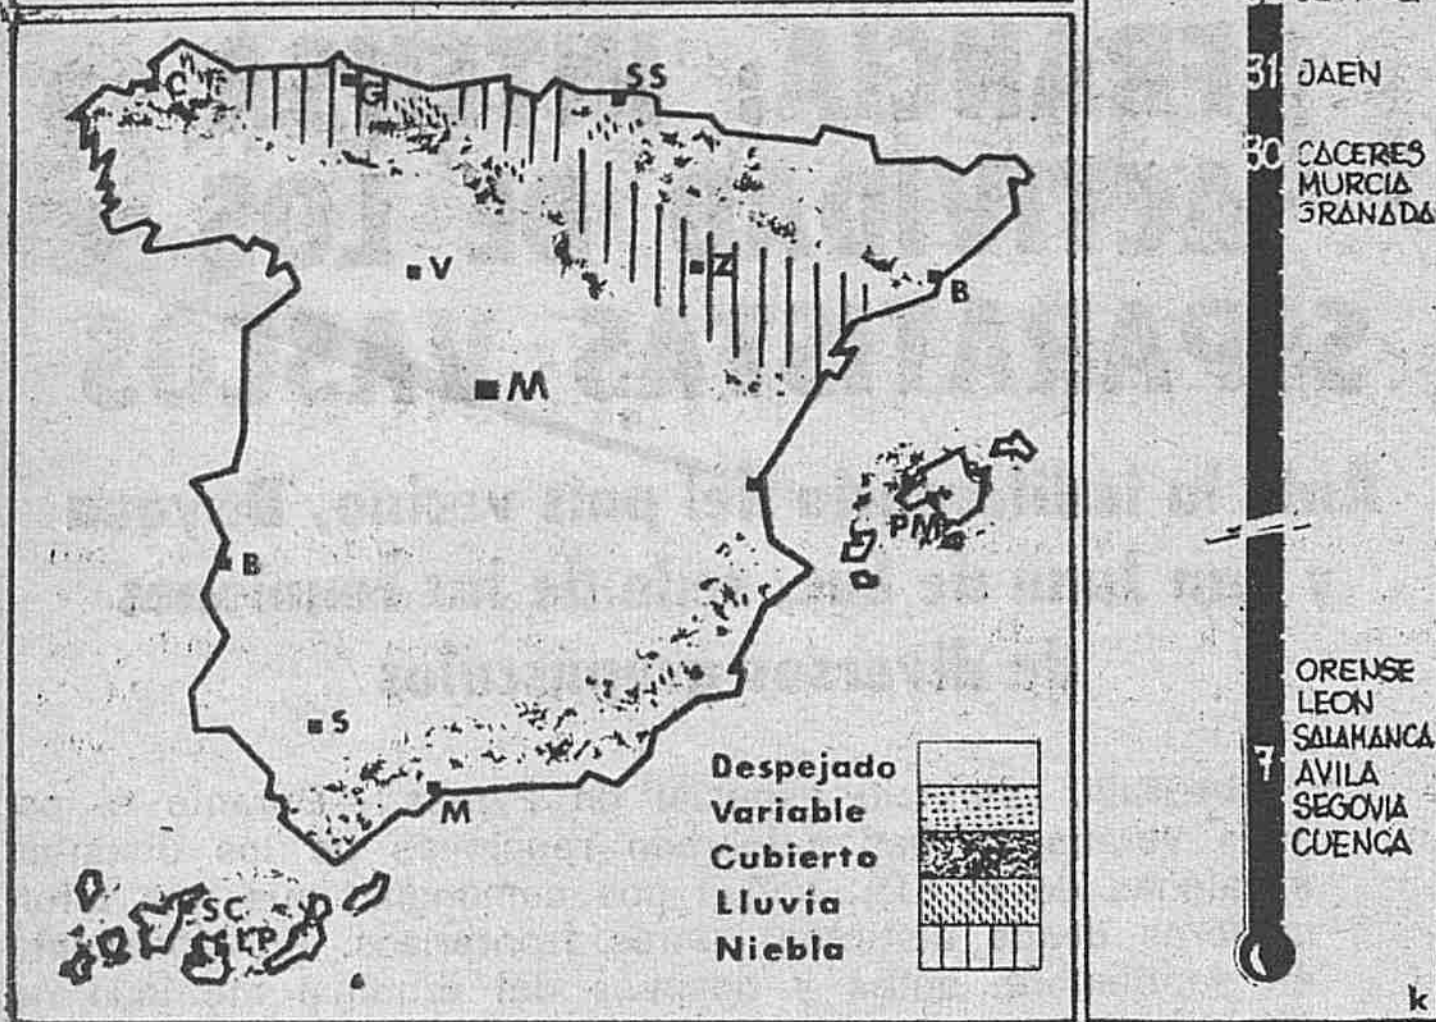 C
G
SS
V
Z
B
M
PM
B
S
M
SC
LP
Despejado
Variable
Cubierto
Lluvia
Niebla
31 JAEN
30 CACERES
MURCIA
GRANADA
ORENSE
LEON
SALAMANCA
7 AVILA
SEGOVIA
CUENCA
k